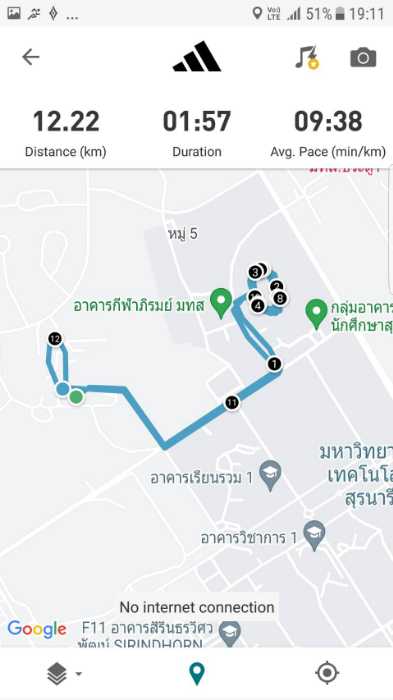 ...
VoD
LTE
51%
19:11
12.22
01:57
09:38
Distance (km)
Duration
Avg. Pace (min/km)
หมู่ 5
3
2
8
4
อาคารกีฬาภิรมย์ มทส
กลุ่มอาคาร
นักศึกษาสุ
12
1
11
มหาวิทยา
เทคโนโล
สุรนารี
อาคารเรียนรวม 1
อาคารวิชาการ 1
No internet connection
Google
F11 อาคารสิรินธรวิศว
พัฒน์ SIRINDHORN